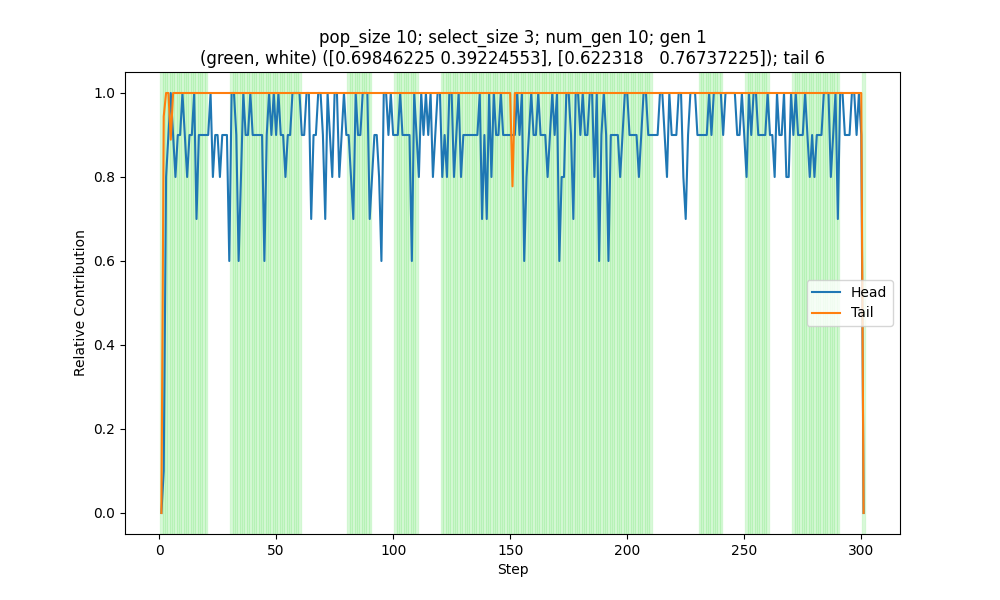 pop_size 10; select_size 3; num_gen 10; gen 1
(green, white) ([0.69846225 0.39224553], [0.622318   0.76737225]); tail 6
1.0
0.8
0.6
0.4
0.2
0.0
Relative Contribution
Head
Tail
0
50
100
150
200
250
300
Step